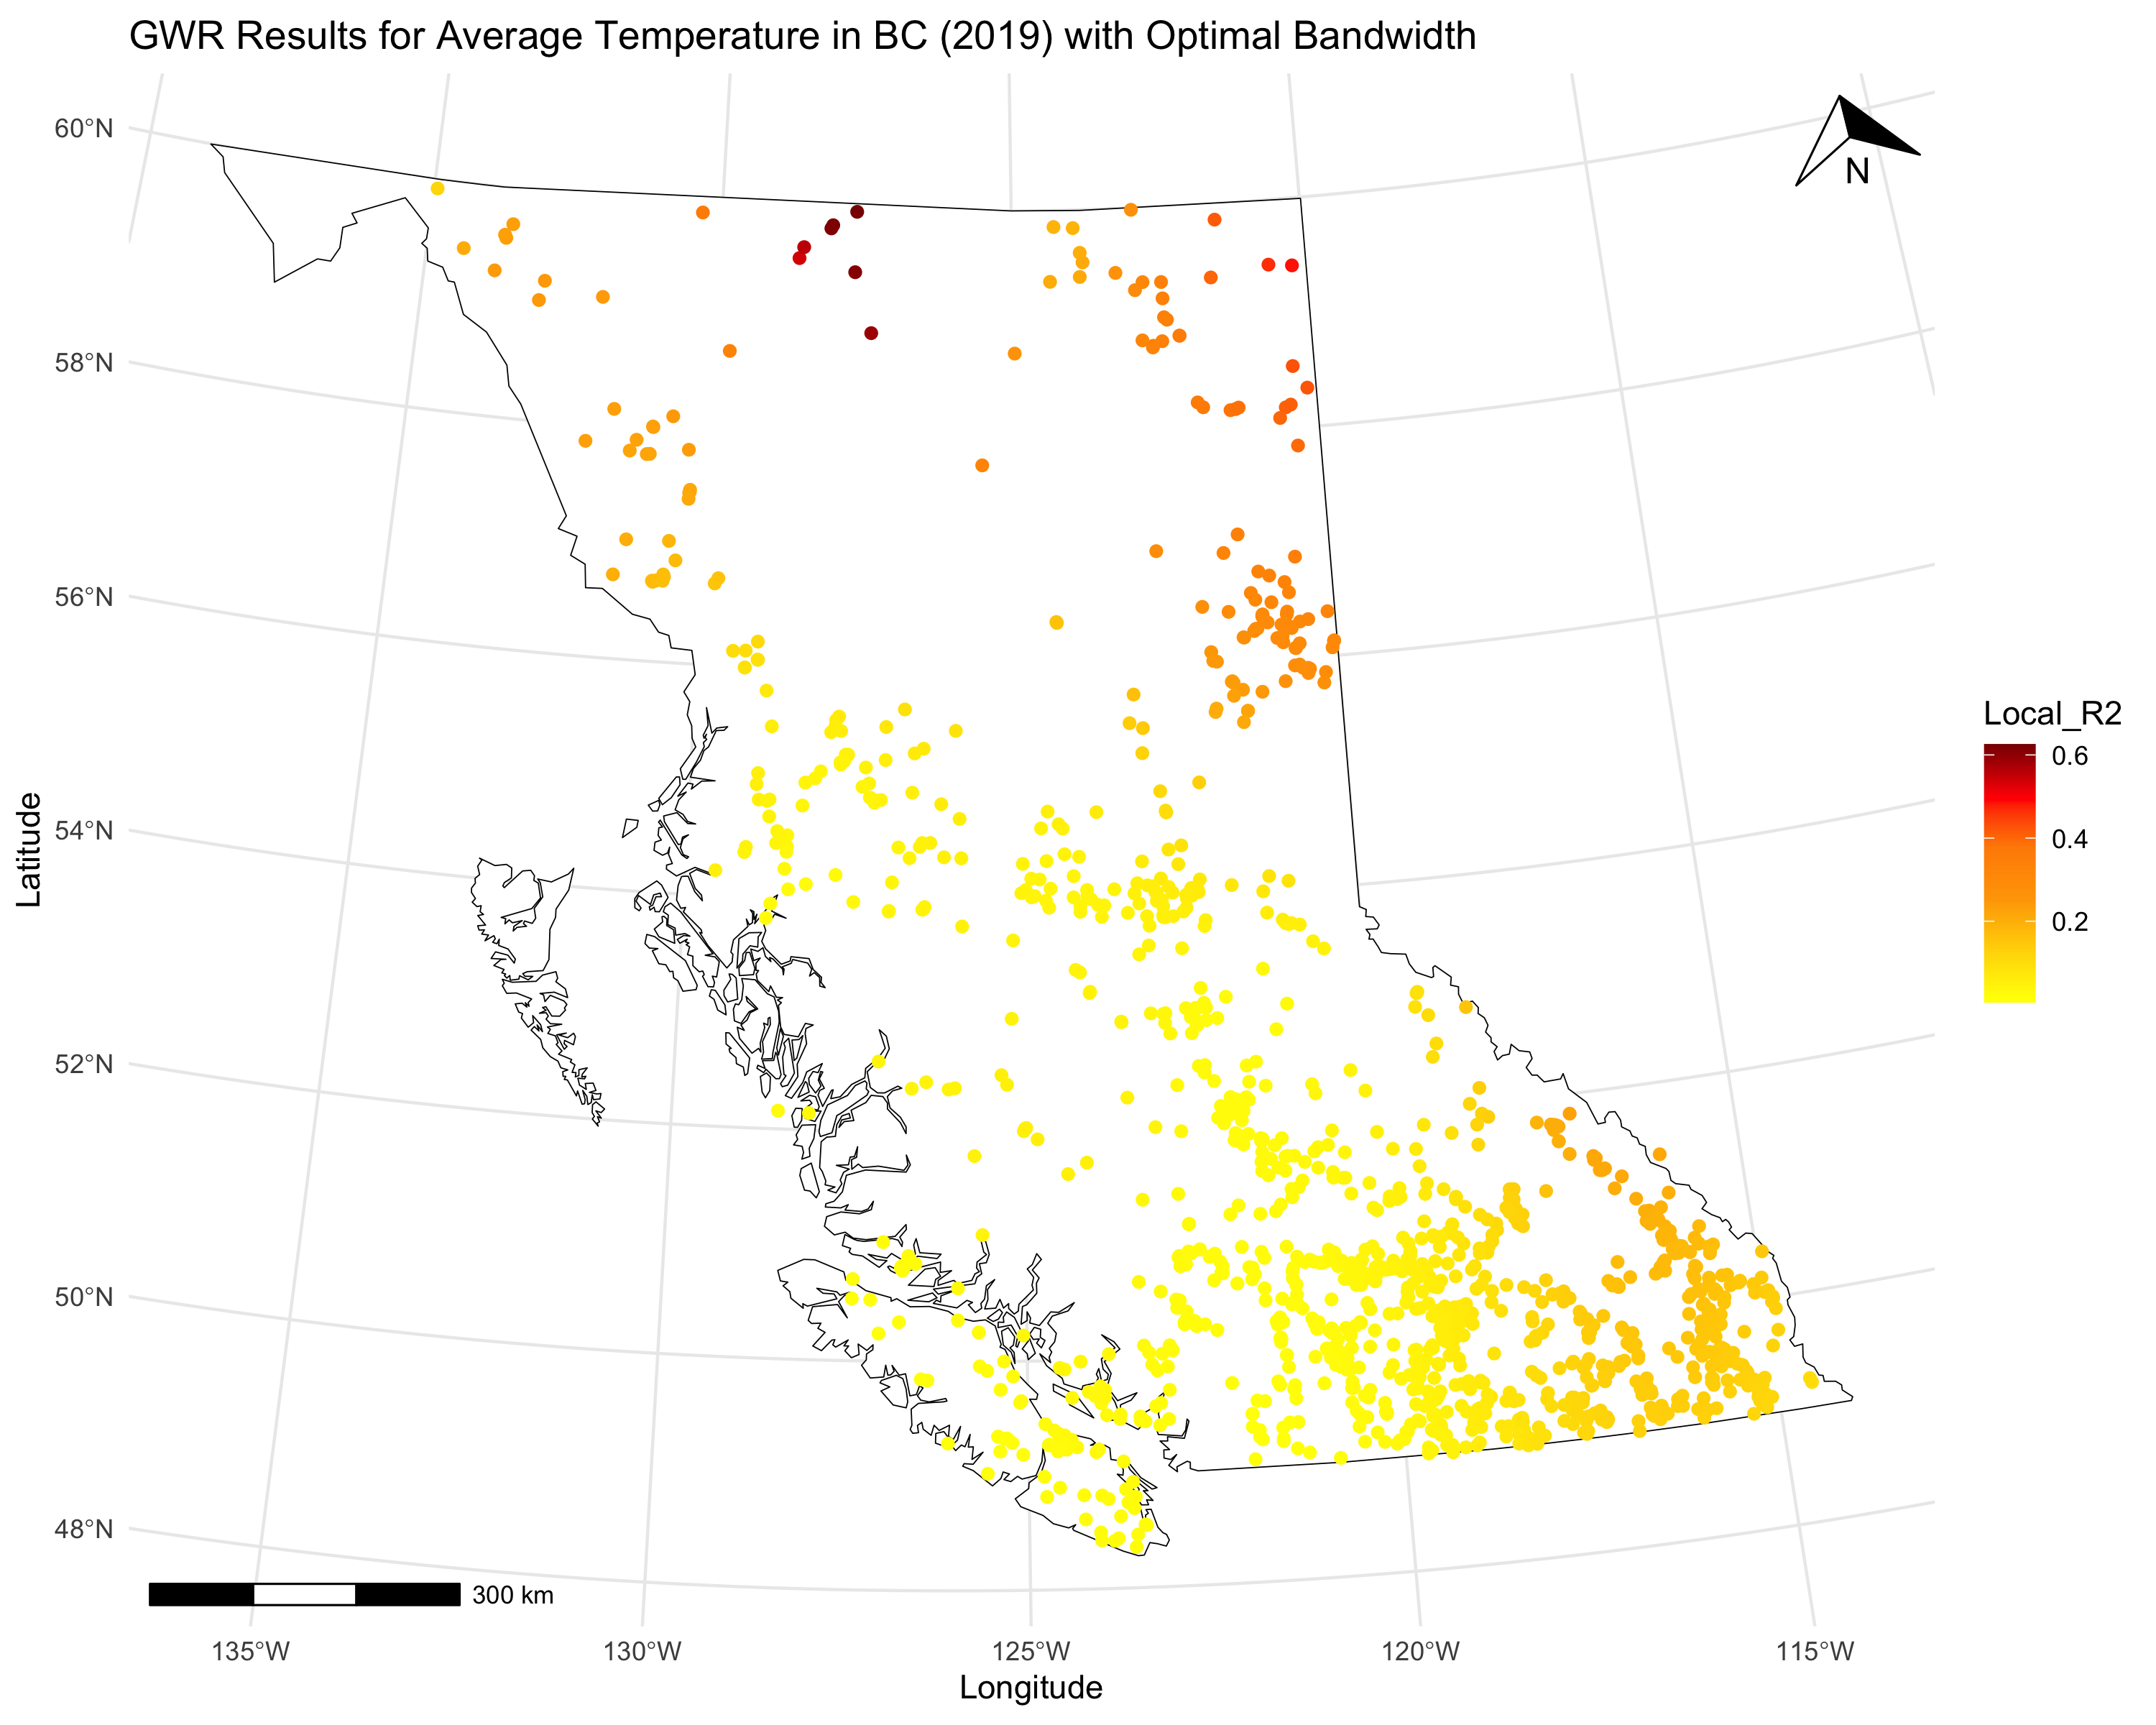 GWR Results for Average Temperature in BC (2019) with Optimal Bandwidth
60°N
58°N
56°N
54°N
52°N
50°N
48°N
Latitude
N
Local_R2
0.6
0.4
0.2
300 km
135°W
130°W
125°W
120°W
115°W
Longitude